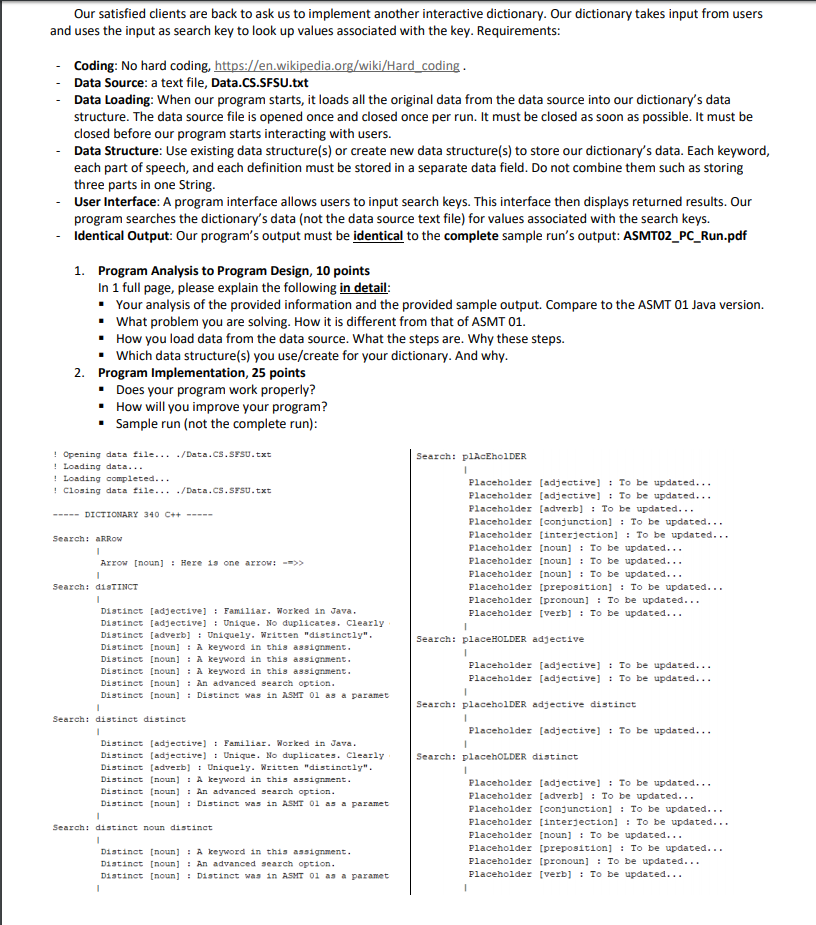 Our satisfied clients are back to ask us to implement another interactive dictionary. Our dictionary takes input from users
and uses the input as search key to look up values associated with the key. Requirements:
- Coding: No hard coding, https://en.wikipedia.org/wiki/Hard_coding .
- Data Source: a text file, Data.CS.SFSU.txt
- Data Loading: When our program starts, it loads all the original data from the data source into our dictionary's data
structure. The data source file is opened once and closed once per run. It must be closed as soon as possible. It must be
closed before our program starts interacting with users.
- Data Structure: Use existing data structure(s) or create new data structure(s) to store our dictionary's data. Each keyword,
each part of speech, and each definition must be stored in a separate data field. Do not combine them such as storing
three parts in one String.
- User Interface: A program interface allows users to input search keys. This interface then displays returned results. Our
program searches the dictionary's data (not the data source text file) for values associated with the search keys.
- Identical Output: Our program's output must be identical to the complete sample run's output: ASMT02_PC_Run.pdf
1. Program Analysis to Program Design, 10 points
In 1 full page, please explain the following in detail:
▪ Your analysis of the provided information and the provided sample output. Compare to the ASMT 01 Java version.
▪ What problem you are solving. How it is different from that of ASMT 01.
▪ How you load data from the data source. What the steps are. Why these steps.
▪ Which data structure(s) you use/create for your dictionary. And why.
2. Program Implementation, 25 points
▪ Does your program work properly?
▪ How will you improve your program?
▪ Sample run (not the complete run):
! Opening data file... ./Data.CS.SFSU.txt
! Loading data...
! Loading completed...
! Closing data file... ./Data.CS.SFSU.txt
----- DICTIONARY 340 C++ -----
Search: aRRow
|
Arrow [noun] : Here is one arrow: -=>>
|
Search: disTINCT
|
Distinct [adjective] : Familiar. Worked in Java.
Distinct [adjective] : Unique. No duplicates. Clearly
Distinct [adverb] : Uniquely. Written "distinctly".
Distinct [noun] : A keyword in this assignment.
Distinct [noun] : A keyword in this assignment.
Distinct [noun] : A keyword in this assignment.
Distinct [noun] : An advanced search option.
Distinct [noun] : Distinct was in ASMT 01 as a paramet
|
Search: distinct distinct
|
Distinct [adjective] : Familiar. Worked in Java.
Distinct [adjective] : Unique. No duplicates. Clearly
Distinct [adverb] : Uniquely. Written "distinctly".
Distinct [noun] : A keyword in this assignment.
Distinct [noun] : An advanced search option.
Distinct [noun] : Distinct was in ASMT 01 as a paramet
|
Search: distinct noun distinct
|
Distinct [noun] : A keyword in this assignment.
Distinct [noun] : An advanced search option.
Distinct [noun] : Distinct was in ASMT 01 as a paramet
|
Search: plAcEholDER
|
Placeholder [adjective] : To be updated...
Placeholder [adjective] : To be updated...
Placeholder [adverb] : To be updated...
Placeholder [conjunction] : To be updated...
Placeholder [interjection] : To be updated...
Placeholder [noun] : To be updated...
Placeholder [noun] : To be updated...
Placeholder [noun] : To be updated...
Placeholder [preposition] : To be updated...
Placeholder [pronoun] : To be updated...
Placeholder [verb] : To be updated...
|
Search: placeHOLDER adjective
|
Placeholder [adjective] : To be updated...
Placeholder [adjective] : To be updated...
|
Search: placeholDER adjective distinct
|
Placeholder [adjective] : To be updated...
|
Search: placehOLDER distinct
|
Placeholder [adjective] : To be updated...
Placeholder [adverb] : To be updated...
Placeholder [conjunction] : To be updated...
Placeholder [interjection] : To be updated...
Placeholder [noun] : To be updated...
Placeholder [preposition] : To be updated...
Placeholder [pronoun] : To be updated...
Placeholder [verb] : To be updated...
|